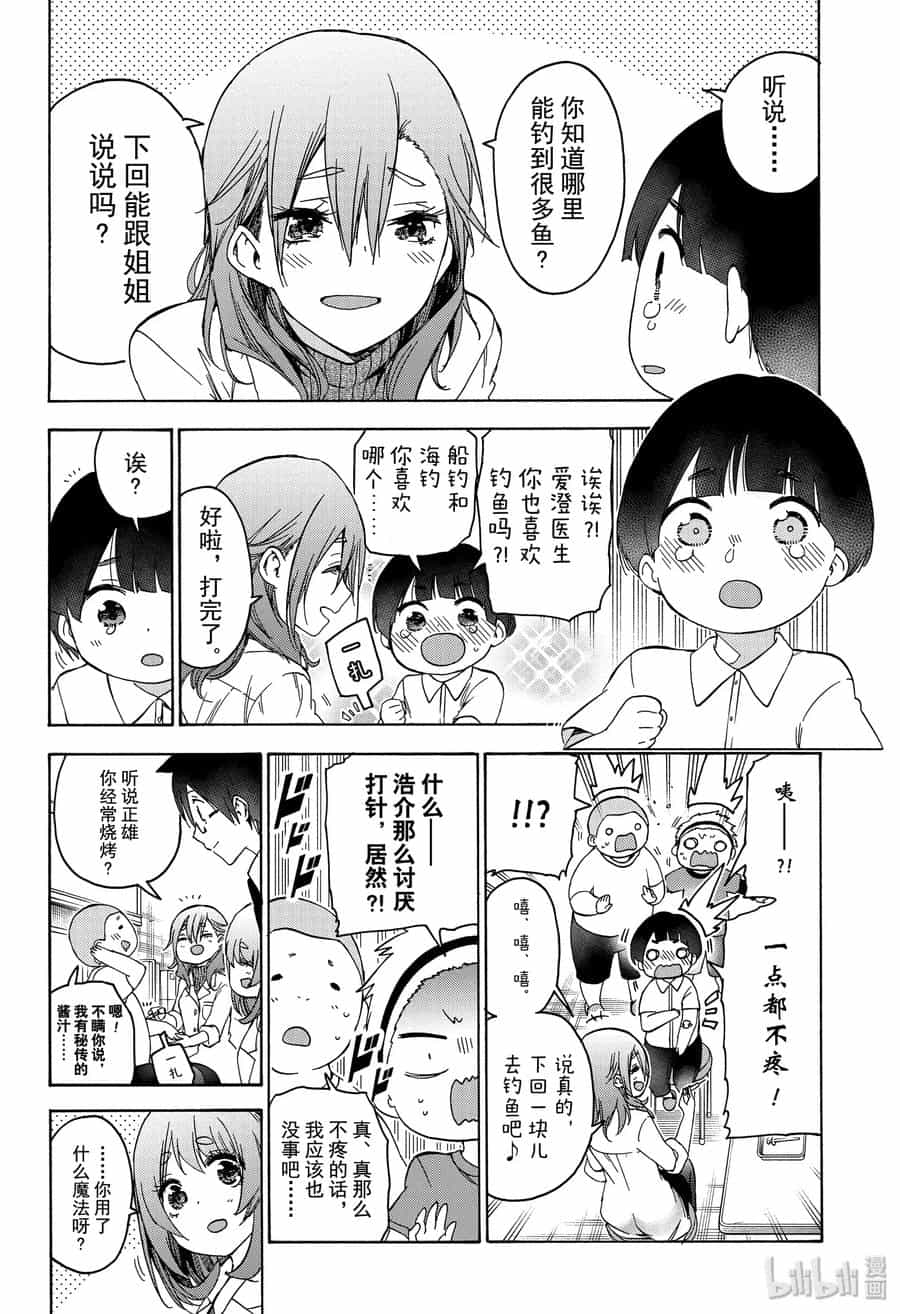 听说……
你知道哪里
能钓到很多鱼？
下回能跟姐姐
说说吗？
诶诶?!
爱澄医生
你也喜欢
钓鱼吗?!
船钓和
海钓
你喜欢
哪个……
一扎
好啦，打完了。
诶？
咦——?!
一点都不疼！
!!?
嘻、嘻、嘻。
说真的，
下回一块儿
去钓鱼吧♪
什么——
浩介那么讨厌
打针，居然?!
ドドド
真、真那么
不疼的话，
我应该也
没事吧……
听说正雄
你经常烧烤？
嗯！
不瞒你说，
我有秘传的
酱汁……
一扎
……你用了
什么魔法呀？
bilibili漫画